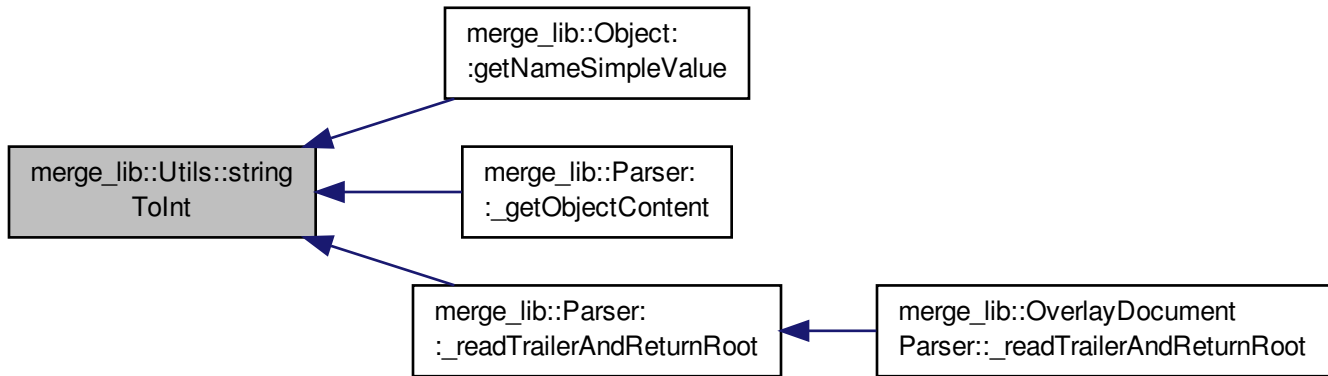 merge_lib::Object:
:getNameSimpleValue
merge_lib::Utils::string
ToInt
merge_lib::Parser:
:_getObjectContent
merge_lib::Parser:
:_readTrailerAndReturnRoot
merge_lib::OverlayDocument
Parser::_readTrailerAndReturnRoot